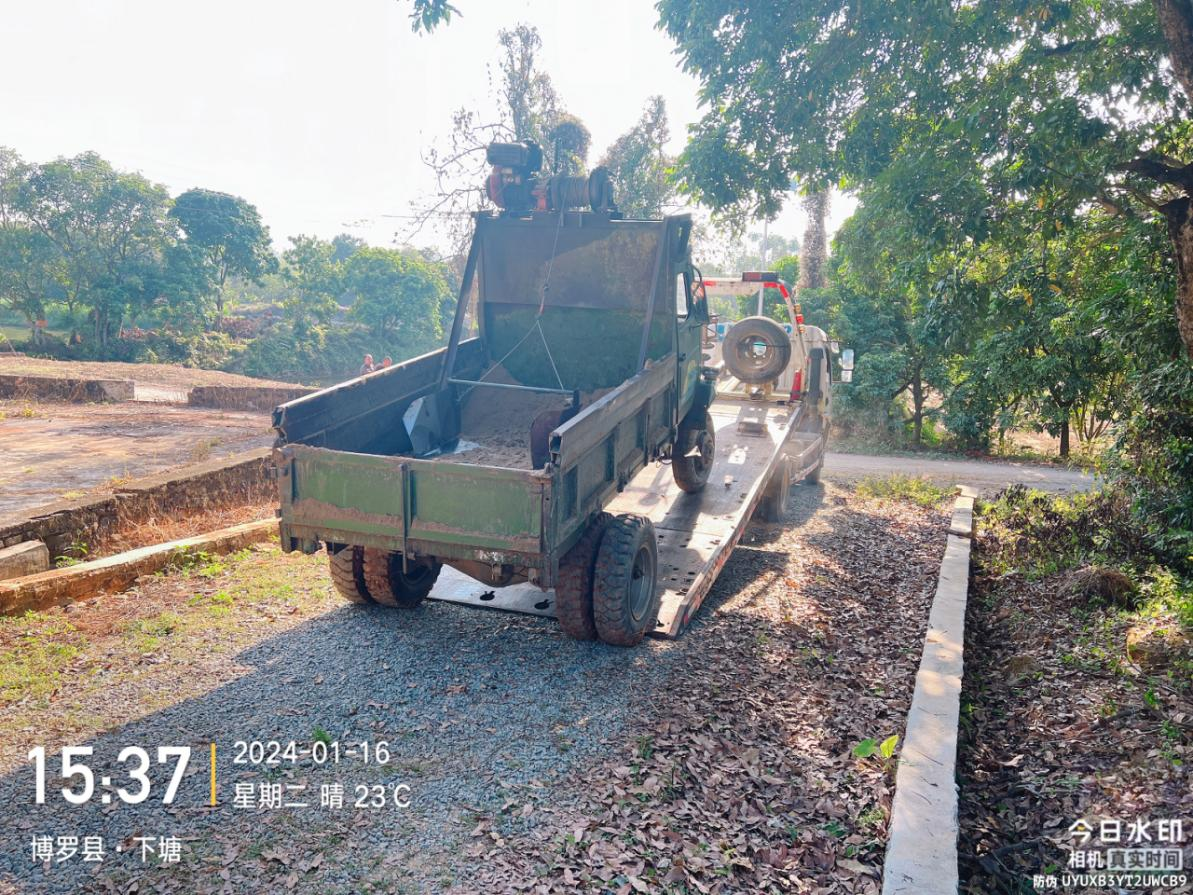 15:37
2024-01-16
星期二 晴 23℃
博罗县·下塘
今日水印
相机 真实时间
防伪 UYUXB3YT2UWCB9